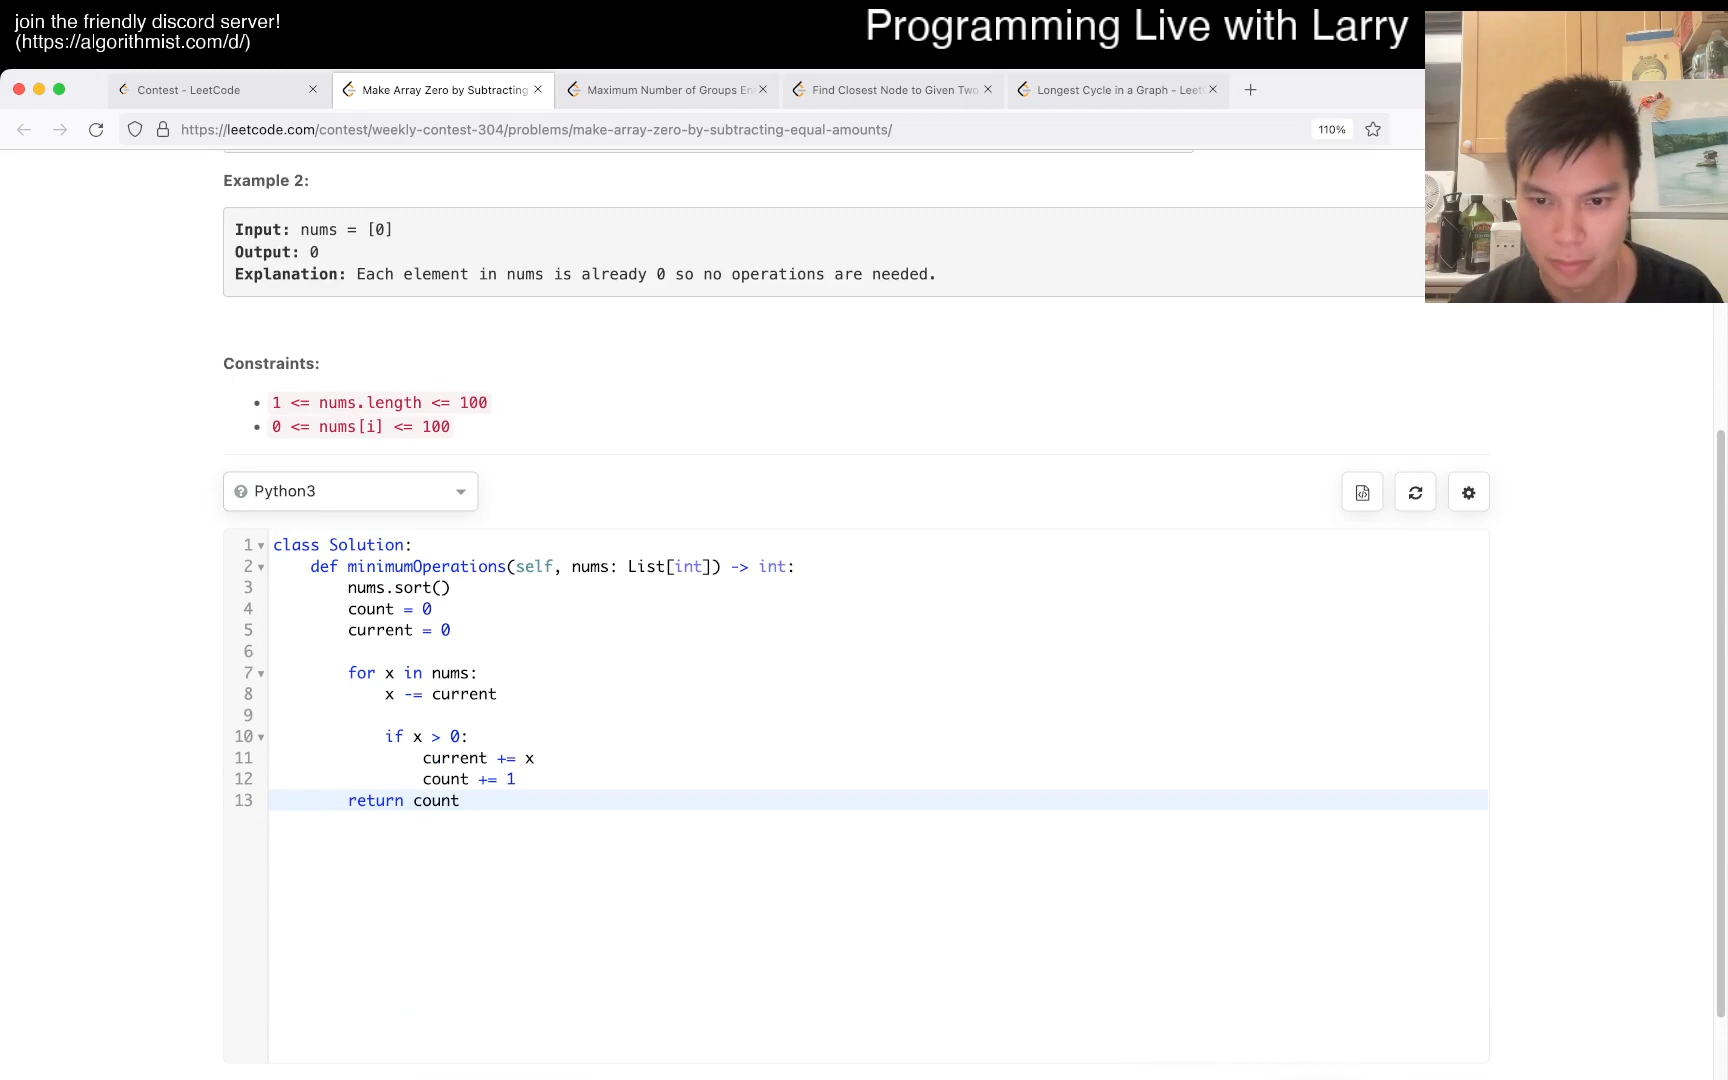 join the friendly discord server!
(https://algorithmist.com/d/)
Programming Live with Larry
Contest - LeetCode
Make Array Zero by Subtracting
Maximum Number of Groups En
Find Closest Node to Given Two
Longest Cycle in a Graph - Leet
https://leetcode.com/contest/weekly-contest-304/problems/make-array-zero-by-subtracting-equal-amounts/
110%
Example 2:
Input: nums = [0]
Output: 0
Explanation: Each element in nums is already 0 so no operations are needed.
Constraints:
1 <= nums.length <= 100
0 <= nums[i] <= 100
Python3
1 class Solution:
2 def minimumOperations(self, nums: List[int]) -> int:
3 nums.sort()
4 count = 0
5 current = 0
6
7 for x in nums:
8 x -= current
9
10 if x > 0:
11 current += x
12 count += 1
13 return count